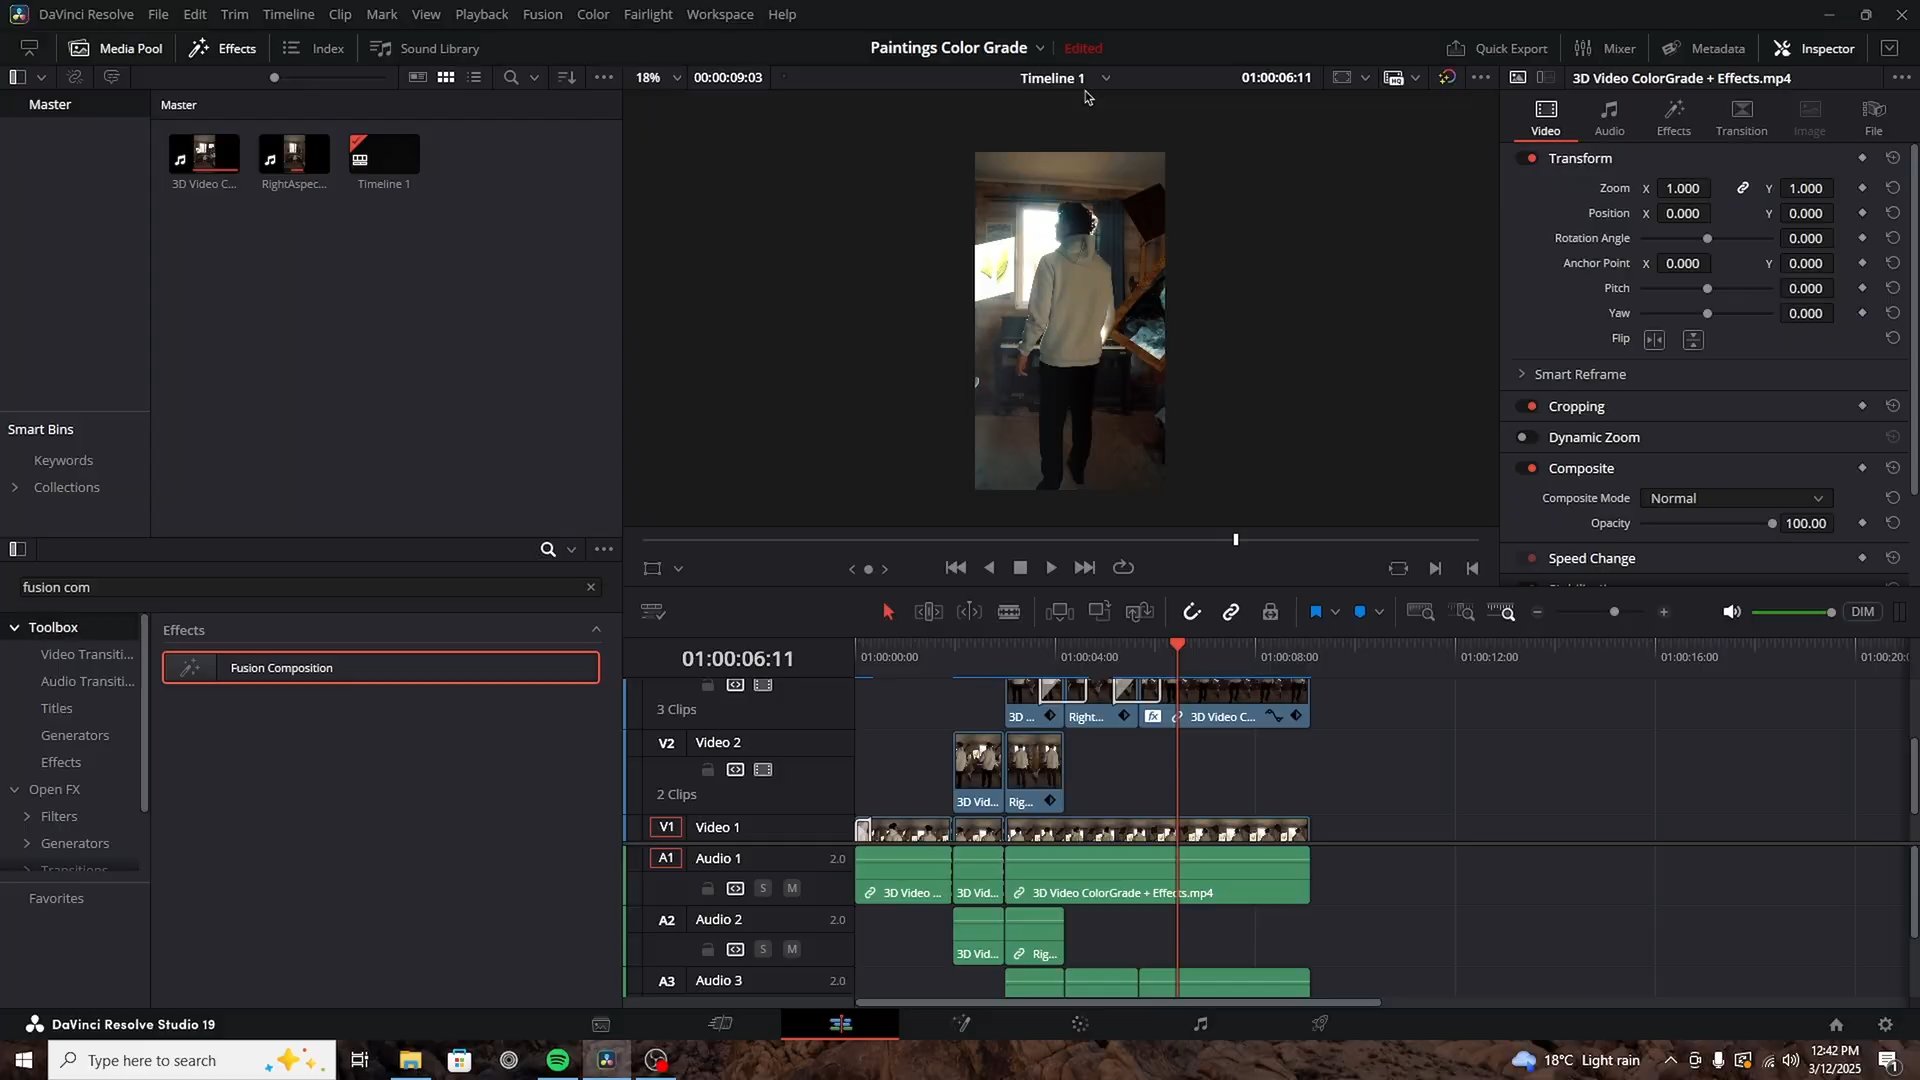 DaVinci Resolve File Edit Trim Timeline Clip Mark View Playback Fusion Color Fairlight Workspace Help
Media Pool Effects Index Sound Library Paintings Color Grade Edited Quick Export Mixer Metadata Inspector
18% 00:00:09:03 Timeline 1 01:00:06:11 3D Video ColorGrade + Effects.mp4
Master Master
3D Video C... RightAspec... Timeline 1
Video Audio Effects Transition Image File
Transform
Zoom X 1.000 Y 1.000
Position X 0.000 Y 0.000
Rotation Angle 0.000
Anchor Point X 0.000 Y 0.000
Pitch 0.000
Yaw 0.000
Flip
Smart Reframe
Cropping
Dynamic Zoom
Composite
Composite Mode Normal
Opacity 100.00
Speed Change
Smart Bins
Keywords
Collections
fusion com
Toolbox
Video Transiti...
Audio Transiti...
Titles
Generators
Effects
Open FX
Filters
Generators
Transitions
Favorites
Effects
Fusion Composition
DIM
01:00:06:11 01:00:00:00 01:00:04:00 01:00:08:00 01:00:12:00 01:00:16:00 01:00:20:0
3 Clips 3D ... Right... fx 3D Video C...
V2 Video 2
2 Clips 3D Vid... Rig...
V1 Video 1
A1 Audio 1 2.0
S M 3D Video ... 3D Vid... 3D Video ColorGrade + Effects.mp4
A2 Audio 2 2.0
S M 3D Vid... Rig...
A3 Audio 3 2.0
DaVinci Resolve Studio 19
Type here to search 18°C Light rain 12:42 PM
3/12/2025 1